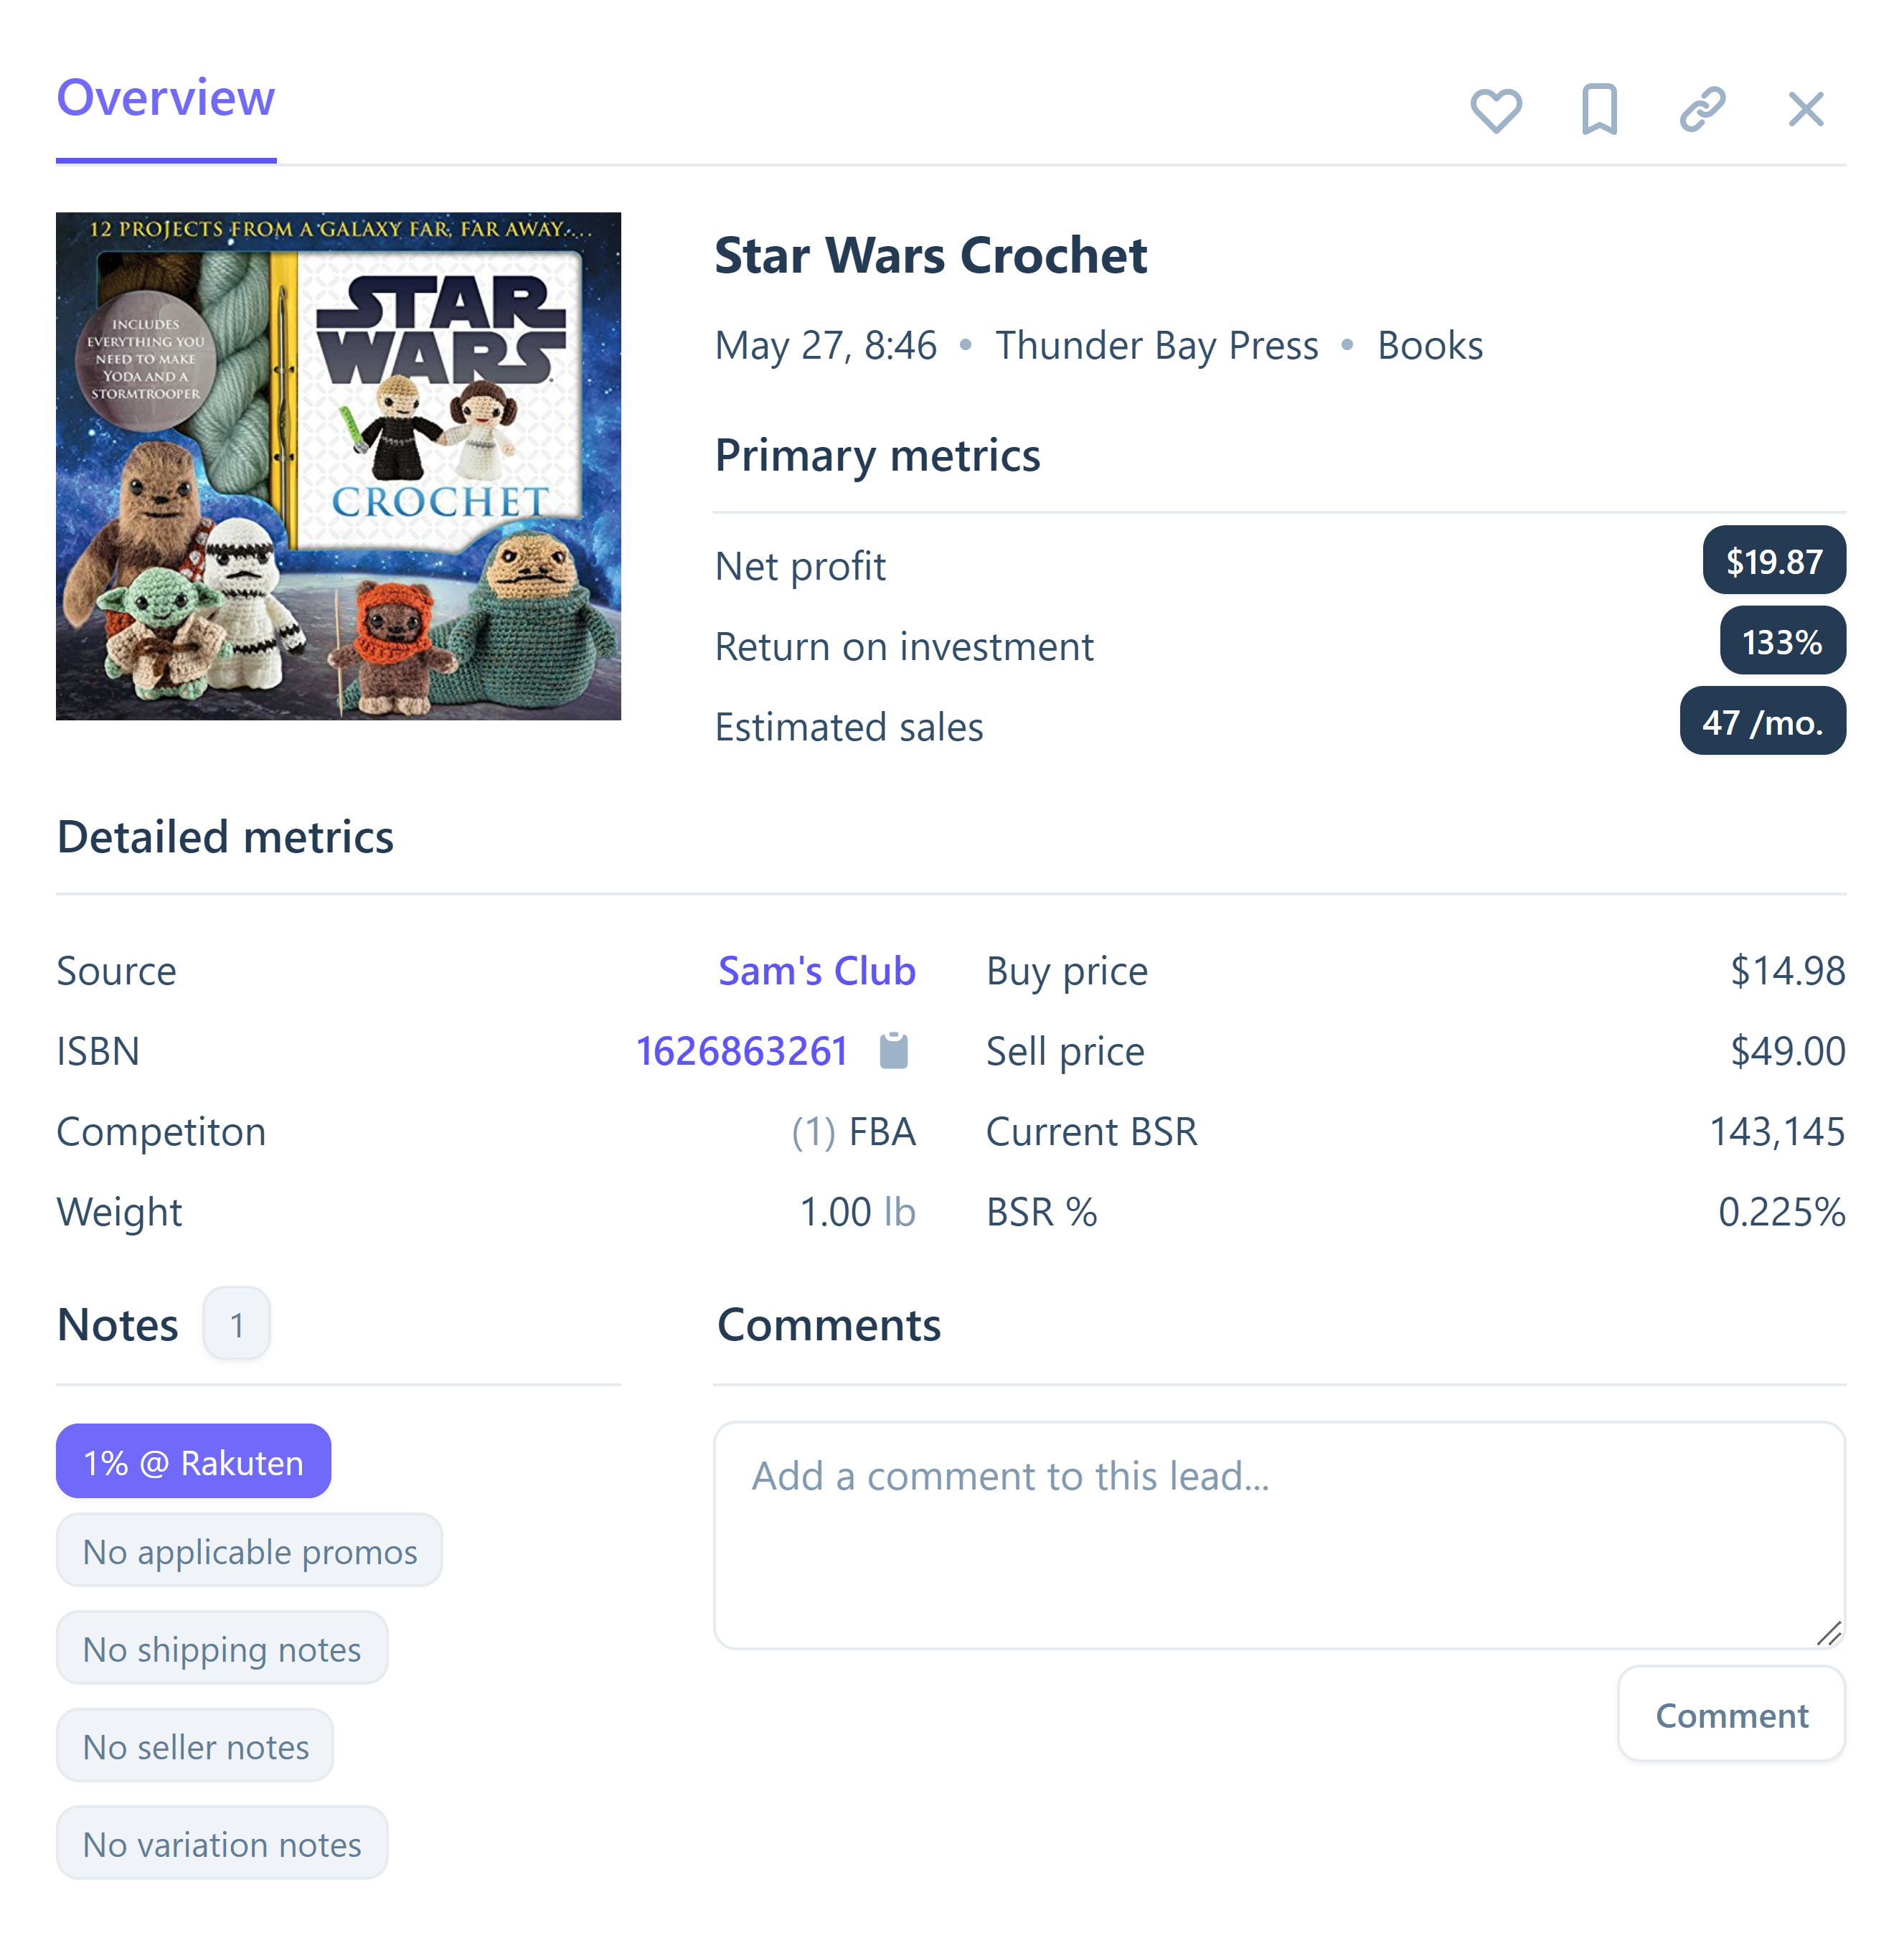 Overview
12 PROJECTS FROM A GALAXY FAR, FAR AWAY....
INCLUDES
EVERYTHING YOU
NEED TO MAKE
YODA AND A
STORMTROOPER
STAR
WARS
CROCHET
Star Wars Crochet
May 27, 8:46 • Thunder Bay Press • Books
Primary metrics
Net profit $19.87
Return on investment 133%
Estimated sales 47 /mo.
Detailed metrics
Source Sam's Club
Buy price $14.98
ISBN 1626863261
Sell price $49.00
Competiton (1) FBA
Current BSR 143,145
Weight 1.00 lb
BSR % 0.225%
Notes 1
1% @ Rakuten
No applicable promos
No shipping notes
No seller notes
No variation notes
Comments
Add a comment to this lead...
Comment